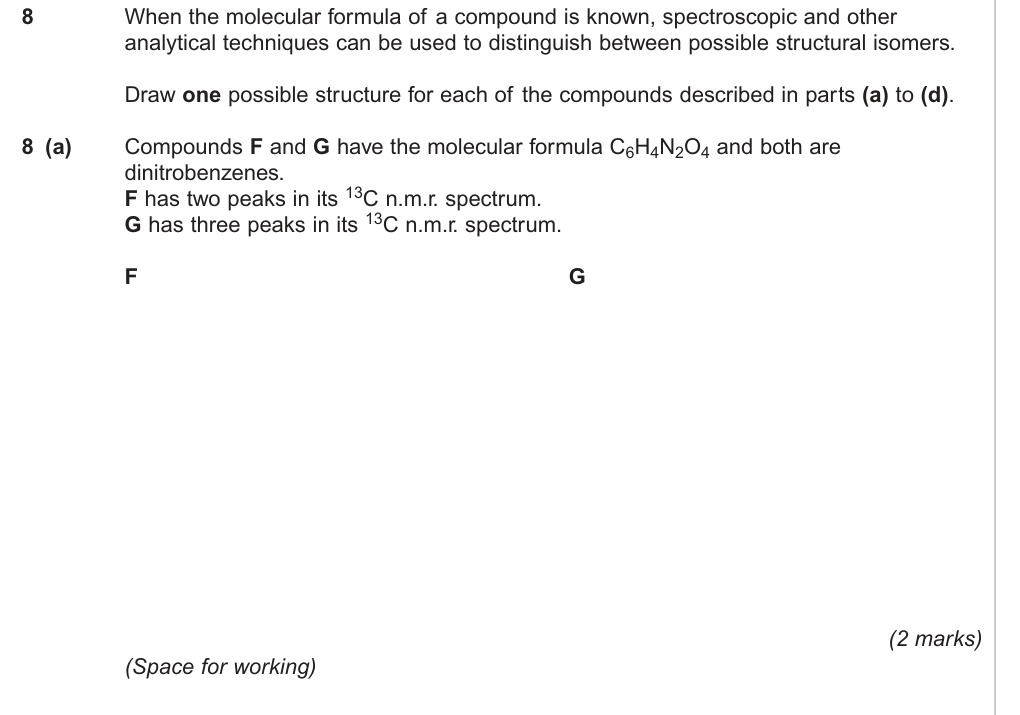 8 When the molecular formula of a compound is known, spectroscopic and other
analytical techniques can be used to distinguish between possible structural isomers.
Draw one possible structure for each of the compounds described in parts (a) to (d).
8 (a) Compounds F and G have the molecular formula C₆H₄N₂O₄ and both are
dinitrobenzenes.
F has two peaks in its ¹³C n.m.r. spectrum.
G has three peaks in its ¹³C n.m.r. spectrum.
F G
(2 marks)
(Space for working)